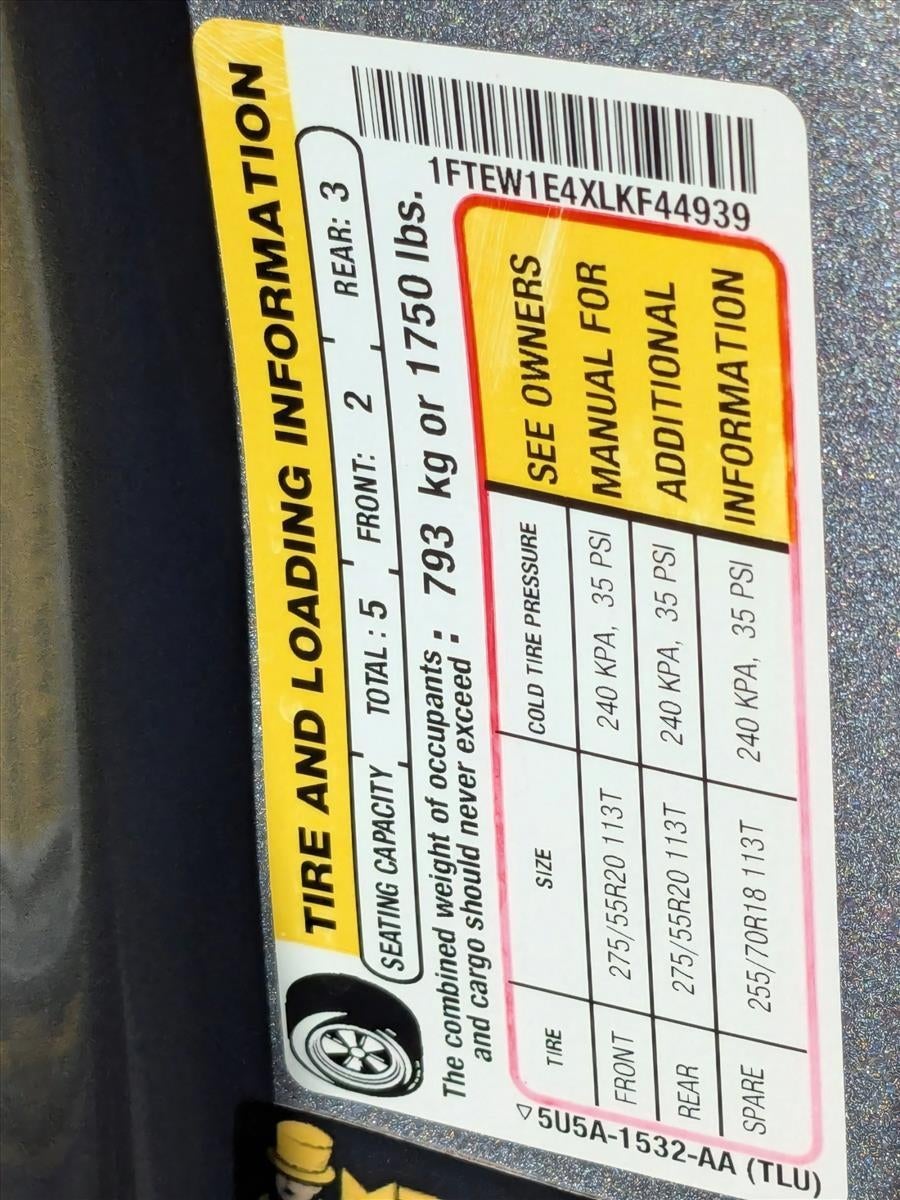 TIRE AND LOADING INFORMATION
SEATING CAPACITY TOTAL : 5 FRONT: 2 REAR: 3
The combined weight of occupants
and cargo should never exceed : 793 kg or 1750 lbs.
1FTEW1E4XLKF44939
TIRE SIZE COLD TIRE PRESSURE
FRONT 275/55R20 113T 240 KPA, 35 PSI
REAR 275/55R20 113T 240 KPA, 35 PSI
SPARE 255/70R18 113T 240 KPA, 35 PSI
SEE OWNERS
MANUAL FOR
ADDITIONAL
INFORMATION
5U5A-1532-AA (TLU)